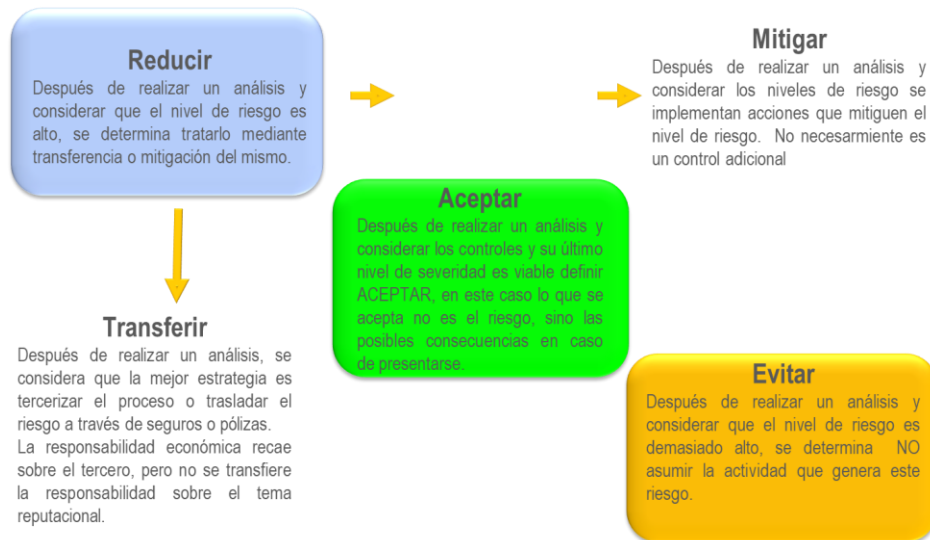 Reducir
Después de realizar un análisis y
considerar que el nivel de riesgo es
alto, se determina tratarlo mediante
transferencia o mitigación del mismo.
Mitigar
Después de realizar un análisis y
considerar los niveles de riesgo se
implementan acciones que mitiguen el
nivel de riesgo. No necesarmiente es
un control adicional
Aceptar
Después de realizar un análisis y
considerar los controles y su último
nivel de severidad es viable definir
ACEPTAR, en este caso lo que se
acepta no es el riesgo, sino las
posibles consecuencias en caso
de presentarse.
Transferir
Después de realizar un análisis, se
considera que la mejor estrategia es
tercerizar el proceso o trasladar el
riesgo a través de seguros o pólizas.
La responsabilidad económica recae
sobre el tercero, pero no se transfiere
la responsabilidad sobre el tema
reputacional.
Evitar
Después de realizar un análisis y
considerar que el nivel de riesgo es
demasiado alto, se determina NO
asumir la actividad que genera este
riesgo.